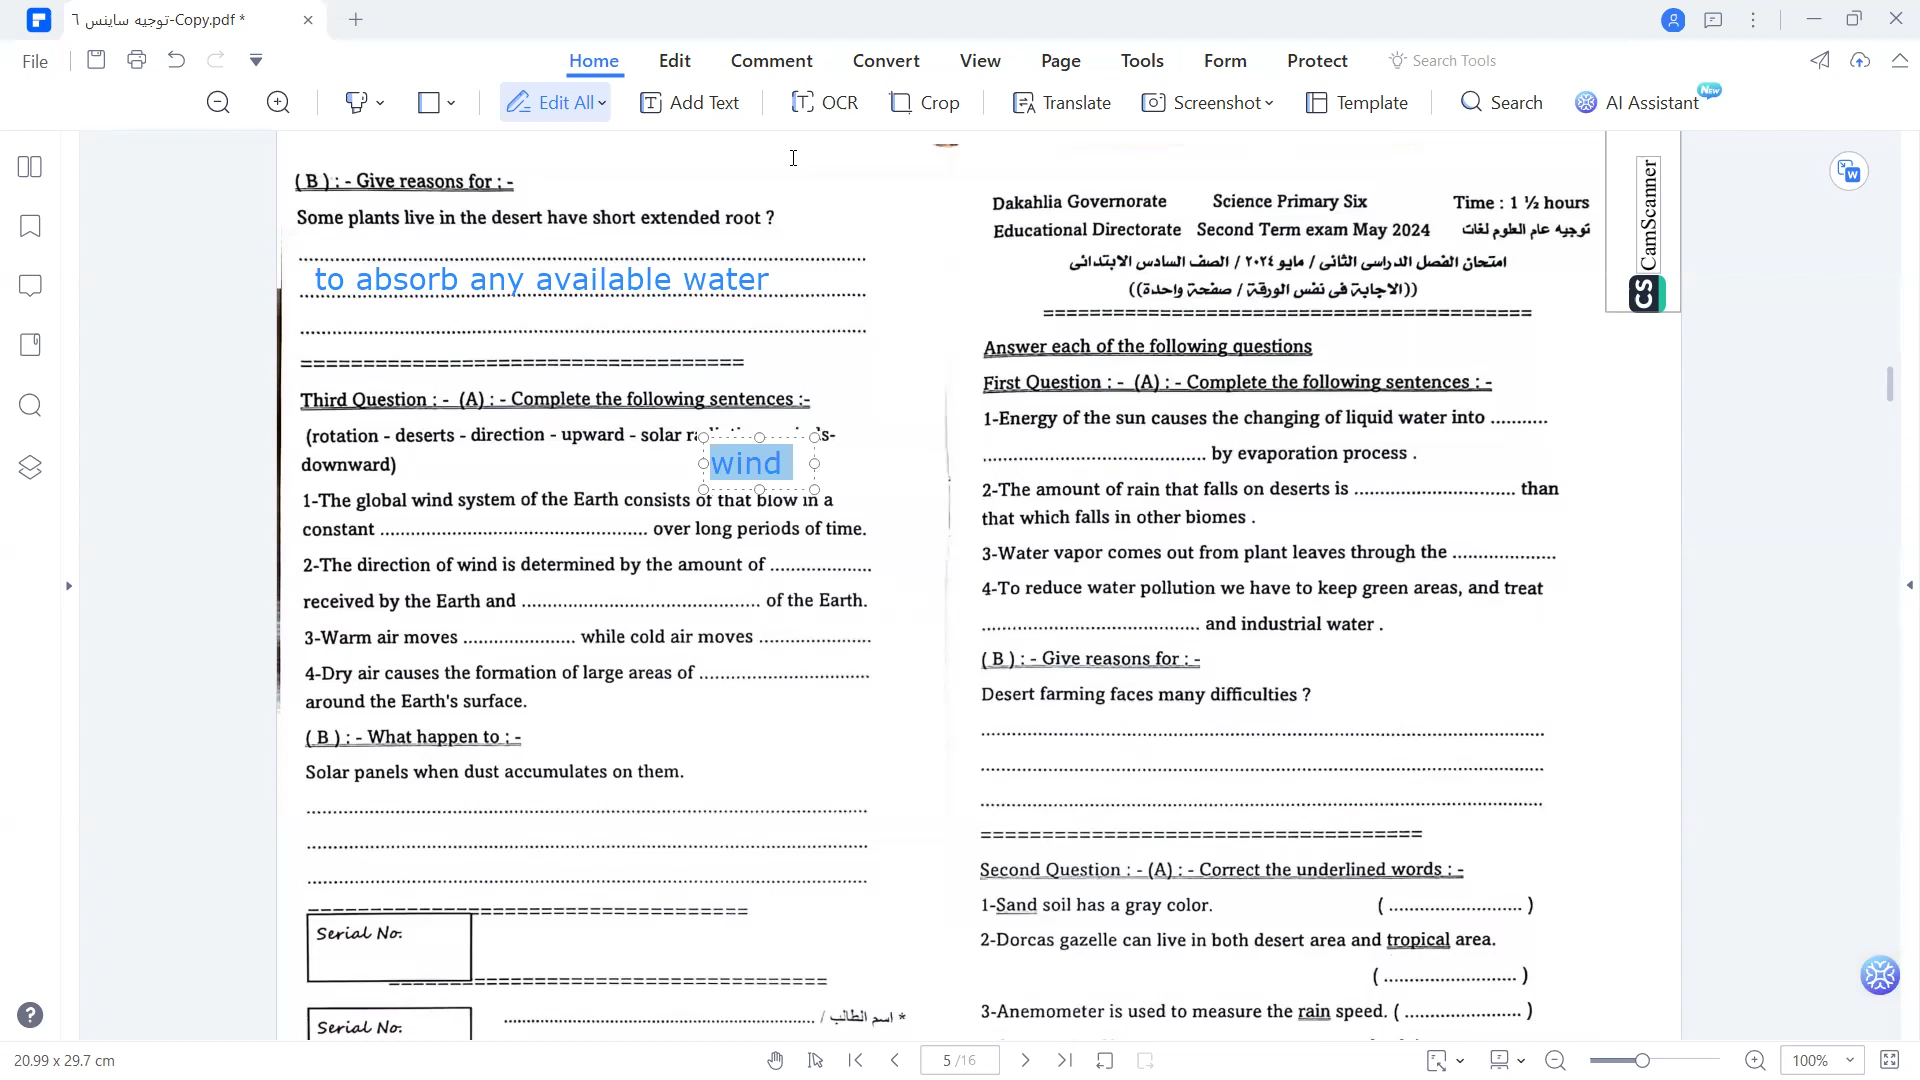 توجيه ساينس ٦-Copy.pdf *
File
Home
Edit
Comment
Convert
View
Page
Tools
Form
Protect
Search Tools
Edit All
Add Text
OCR
Crop
Translate
Screenshot
Template
Search
AI Assistant
New
( B ) : - Give reasons for : -
Some plants live in the desert have short extended root ?
................................................................
to absorb any available water
................................................................
................................................................
===================================
Third Question : - (A) : - Complete the following sentences :-
(rotation - deserts - direction - upward - solar
downward)
wind
1-The global wind system of the Earth consists of that blow in a
constant .................................... over long periods of time.
2-The direction of wind is determined by the amount of ....................
received by the Earth and ................................ of the Earth.
3-Warm air moves .................... while cold air moves ....................
4-Dry air causes the formation of large areas of ..............................
around the Earth's surface.
( B ) : - What happen to : -
Solar panels when dust accumulates on them.
................................................................
................................................................
................................................................
===================================
Serial No.
===================================
Serial No.
* اسم الطالب / ................................................
Dakahlia Governorate Science Primary Six Time : 1 ½ hours
Educational Directorate Second Term exam May 2024 توجيه عام العلوم لغات
امتحان الفصل الدراسى الثانى / مايو ٢٠٢٤ / الصف السادس الابتدائى
((الاجابة فى نفس الورقة / صفحة واحدة))
=======================================
Answer each of the following questions
First Question : - (A) : - Complete the following sentences : -
1-Energy of the sun causes the changing of liquid water into ...........
........................................ by evaporation process .
2-The amount of rain that falls on deserts is ............................. than
that which falls in other biomes .
3-Water vapor comes out from plant leaves through the ....................
4-To reduce water pollution we have to keep green areas, and treat
........................................ and industrial water .
( B ) : - Give reasons for : -
Desert farming faces many difficulties ?
................................................................
................................................................
................................................................
===================================
Second Question : - (A) : - Correct the underlined words : -
1-Sand soil has a gray color. ( ......................... )
2-Dorcas gazelle can live in both desert area and tropical area.
( ......................... )
3-Anemometer is used to measure the rain speed. ( ...................... )
CamScanner
CS
20.99 x 29.7 cm
5 /16
100%